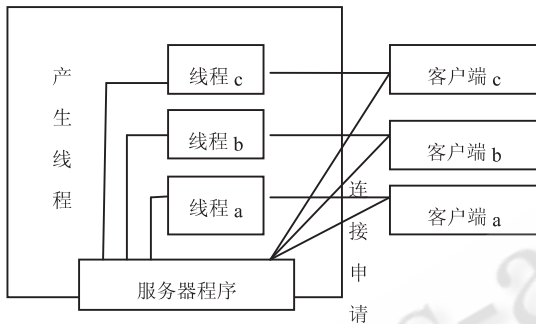 产生线程
线程 c
线程 b
线程 a
服务器程序
连接申请
客户端 c
客户端 b
客户端 a